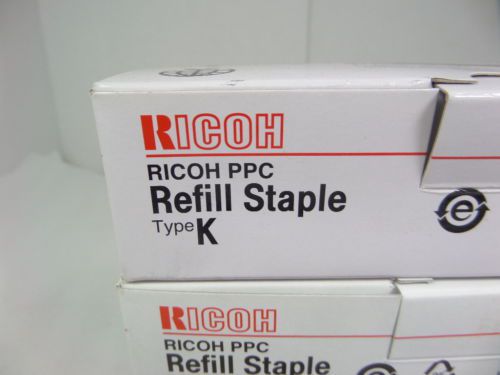 RICOH
RICOH PPC
Refill Staple
Type K
e
RICOH
RICOH PPC
Refill Staple